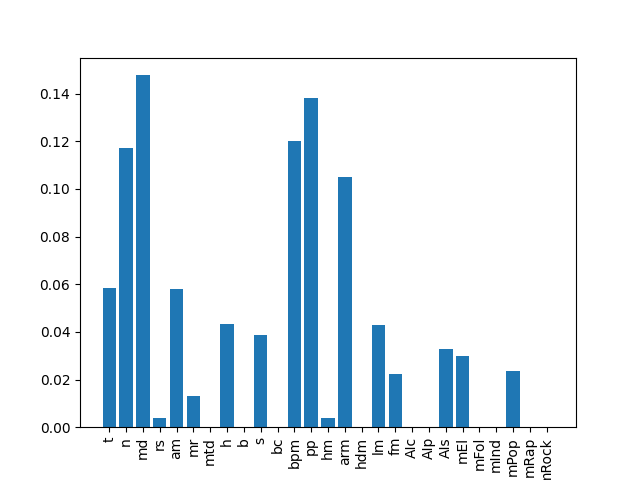 0.14
0.12
0.10
0.08
0.06
0.04
0.02
0.00
t
n
md
rs
am
mr
mtd
h
b
s
bc
bpm
pp
hm
arm
hdm
lm
fm
Alc
Alp
Als
mEl
mFol
mInd
mPop
mRap
mRock